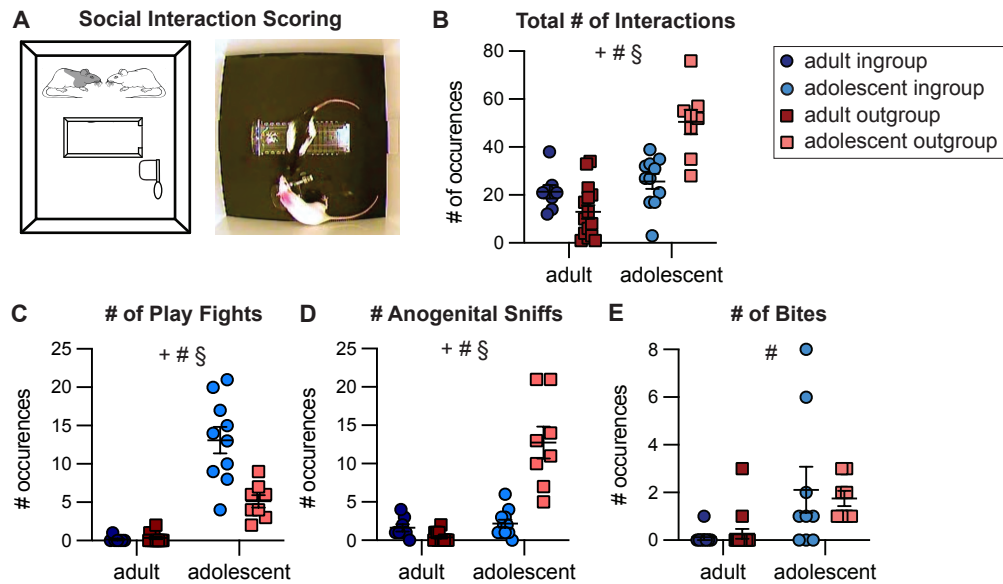 A Social Interaction Scoring
B Total # of Interactions
+ # §
# of occurences
80
60
40
20
0
adult adolescent
adult ingroup
adolescent ingroup
adult outgroup
adolescent outgroup
C # of Play Fights
+ # §
# occurences
25
20
15
10
5
0
adult adolescent
D # Anogenital Sniffs
+ # §
# occurences
25
20
15
10
5
0
adult adolescent
E # of Bites
#
# occurences
8
6
4
2
0
adult adolescent